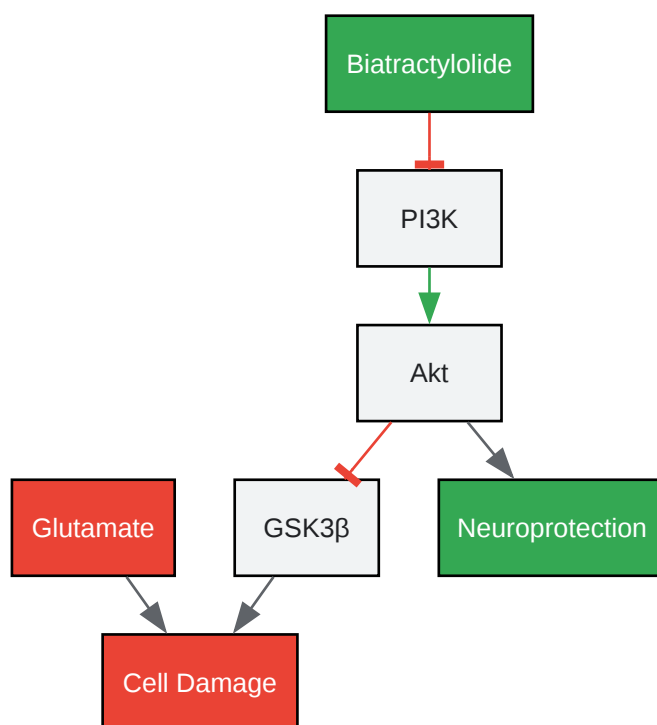 Biatractylolide
PI3K
Akt
Glutamate
GSK3β
Neuroprotection
Cell Damage